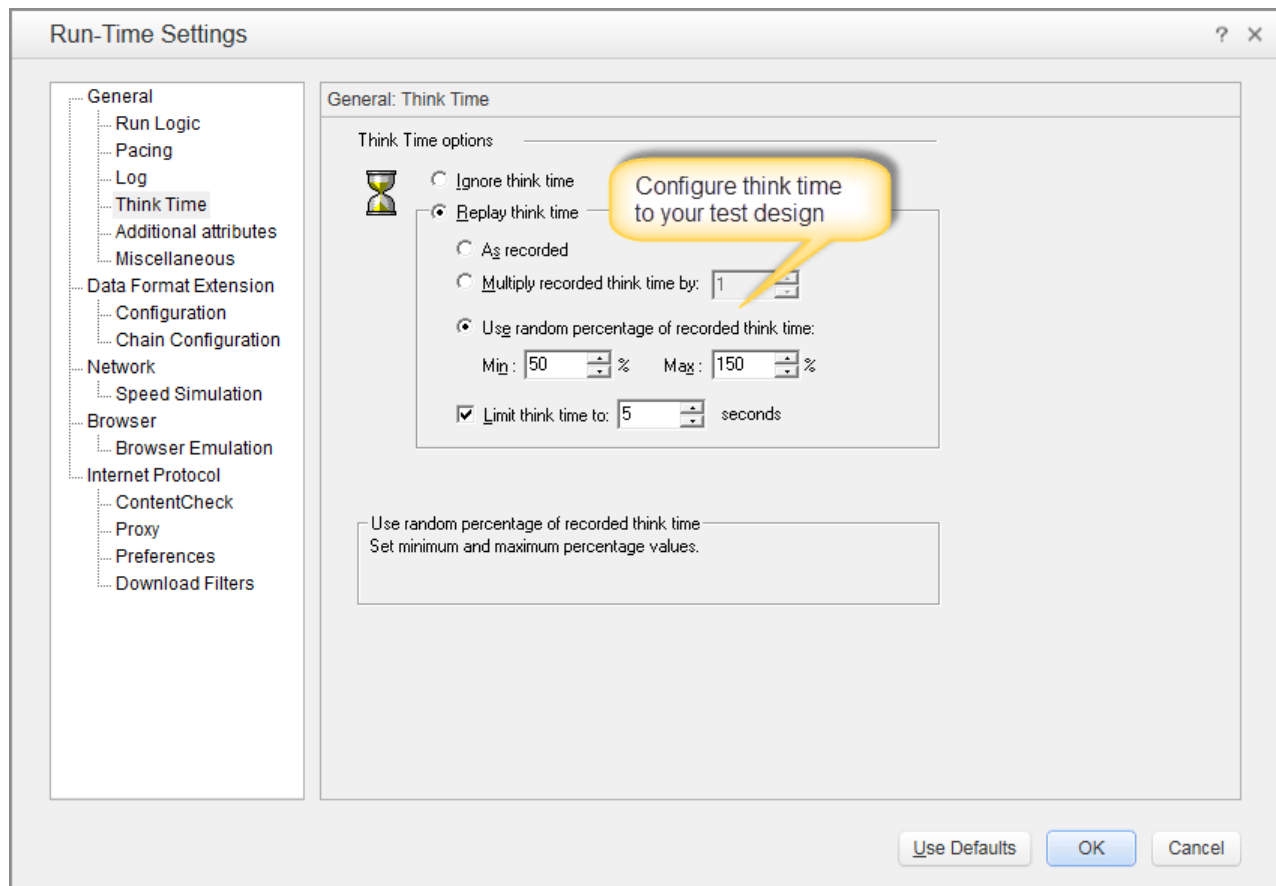 Run-Time Settings
? ×
General
Run Logic
Pacing
Log
Think Time
Additional attributes
Miscellaneous
Data Format Extension
Configuration
Chain Configuration
Network
Speed Simulation
Browser
Browser Emulation
Internet Protocol
ContentCheck
Proxy
Preferences
Download Filters
General: Think Time
Think Time options
Ignore think time
Configure think time
to your test design
Replay think time
As recorded
Multiply recorded think time by: 1
Use random percentage of recorded think time:
Min : 50 % Max : 150 %
Limit think time to: 5 seconds
Use random percentage of recorded think time
Set minimum and maximum percentage values.
Use Defaults OK Cancel